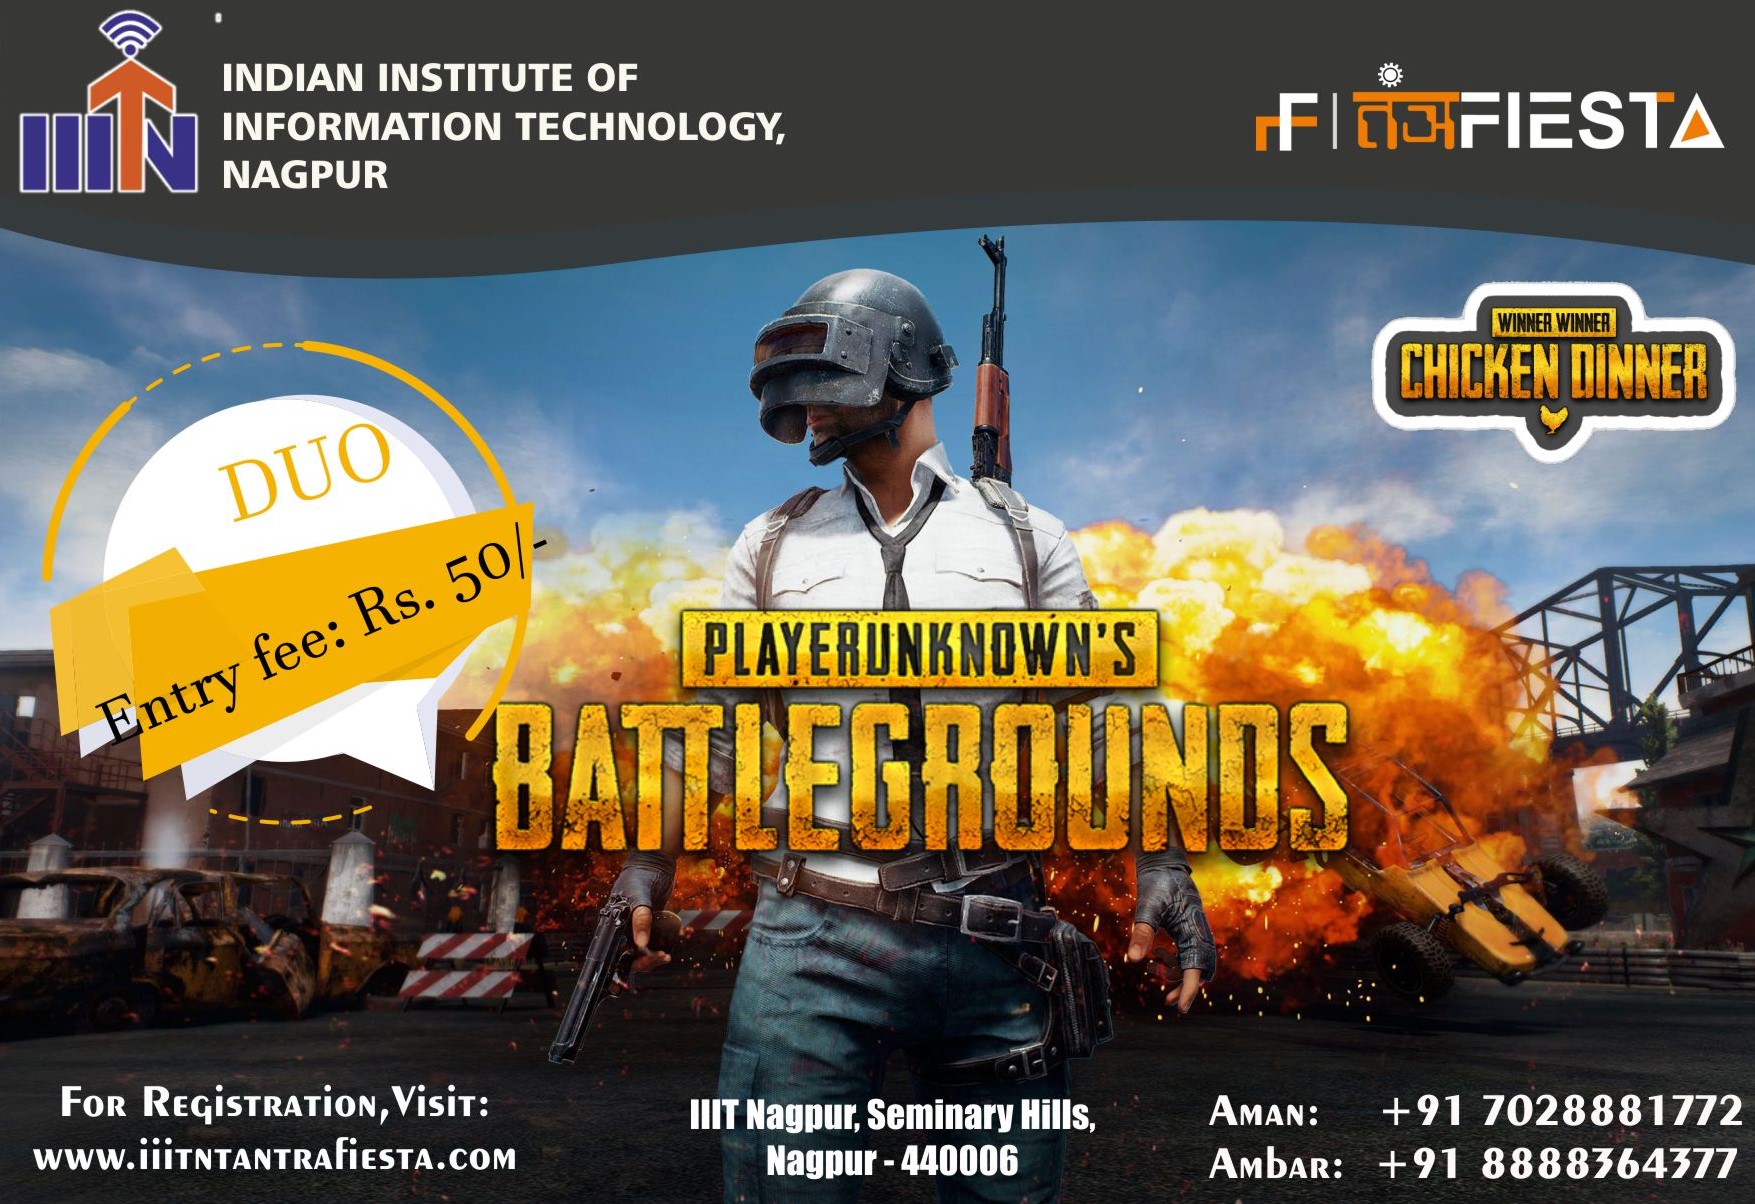 IIITN
INDIAN INSTITUTE OF
INFORMATION TECHNOLOGY,
NAGPUR
तंत्रFIESTA
WINNER WINNER
CHICKEN DINNER
DUO
Entry fee: Rs. 50/-
PLAYERUNKNOWN'S
BATTLEGROUNDS
For Registration,Visit:
www.iiitntantrafiesta.com
IIIT Nagpur, Seminary Hills,
Nagpur - 440006
Aman: +91 7028881772
Ambar: +91 8888364377